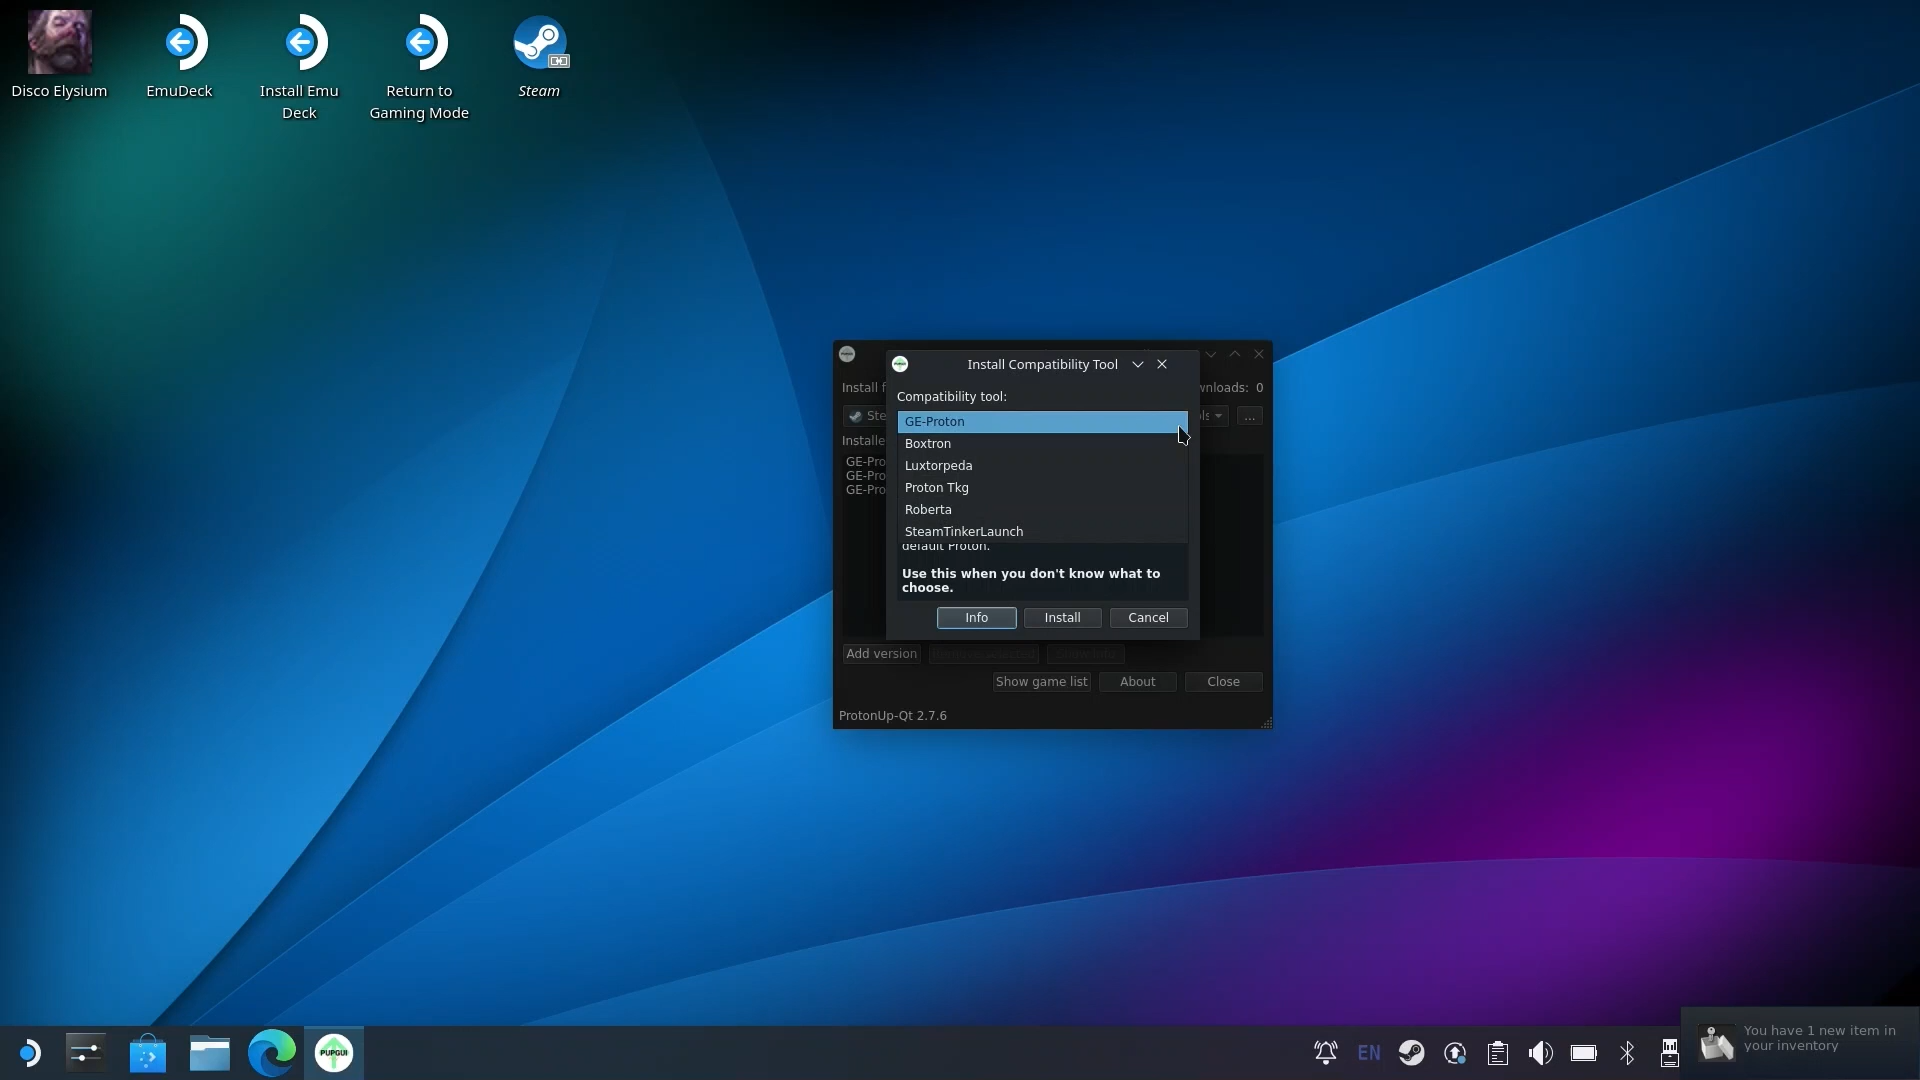 Disco Elysium
EmuDeck
Install Emu
Deck
Return to
Gaming Mode
Steam
Install Compatibility Tool
Install f
wnloads: 0
Compatibility tool:
Ste
...
GE-Proton
Installe
Boxtron
GE-Pro
Luxtorpeda
GE-Pro
GE-Pro
Proton Tkg
Roberta
SteamTinkerLaunch
default Proton.
Use this when you don't know what to
choose.
Info
Install
Cancel
Add version
Show game list
About
Close
ProtonUp-Qt 2.7.6
PUPGUI
EN
You have 1 new item in
your inventory